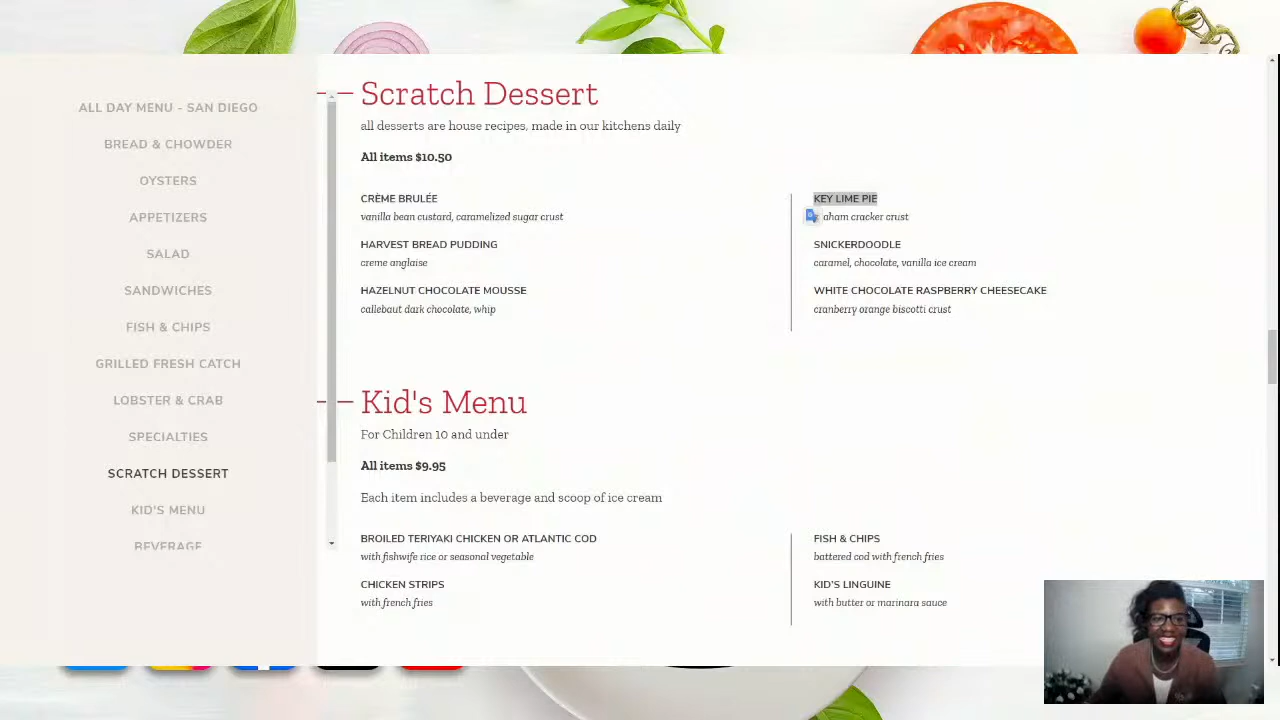 ALL DAY MENU - SAN DIEGO
BREAD & CHOWDER
OYSTERS
APPETIZERS
SALAD
SANDWICHES
FISH & CHIPS
GRILLED FRESH CATCH
LOBSTER & CRAB
SPECIALTIES
SCRATCH DESSERT
KID'S MENU
BEVERAGE
Scratch Dessert
all desserts are house recipes, made in our kitchens daily
All items $10.50
CRÈME BRULÉE
vanilla bean custard, caramelized sugar crust
HARVEST BREAD PUDDING
creme anglaise
HAZELNUT CHOCOLATE MOUSSE
callebaut dark chocolate, whip
KEY LIME PIE
aham cracker crust
SNICKERDOODLE
caramel, chocolate, vanilla ice cream
WHITE CHOCOLATE RASPBERRY CHEESECAKE
cranberry orange biscotti crust
Kid's Menu
For Children 10 and under
All items $9.95
Each item includes a beverage and scoop of ice cream
BROILED TERIYAKI CHICKEN OR ATLANTIC COD
with fishwife rice or seasonal vegetable
CHICKEN STRIPS
with french fries
FISH & CHIPS
battered cod with french fries
KID'S LINGUINE
with butter or marinara sauce